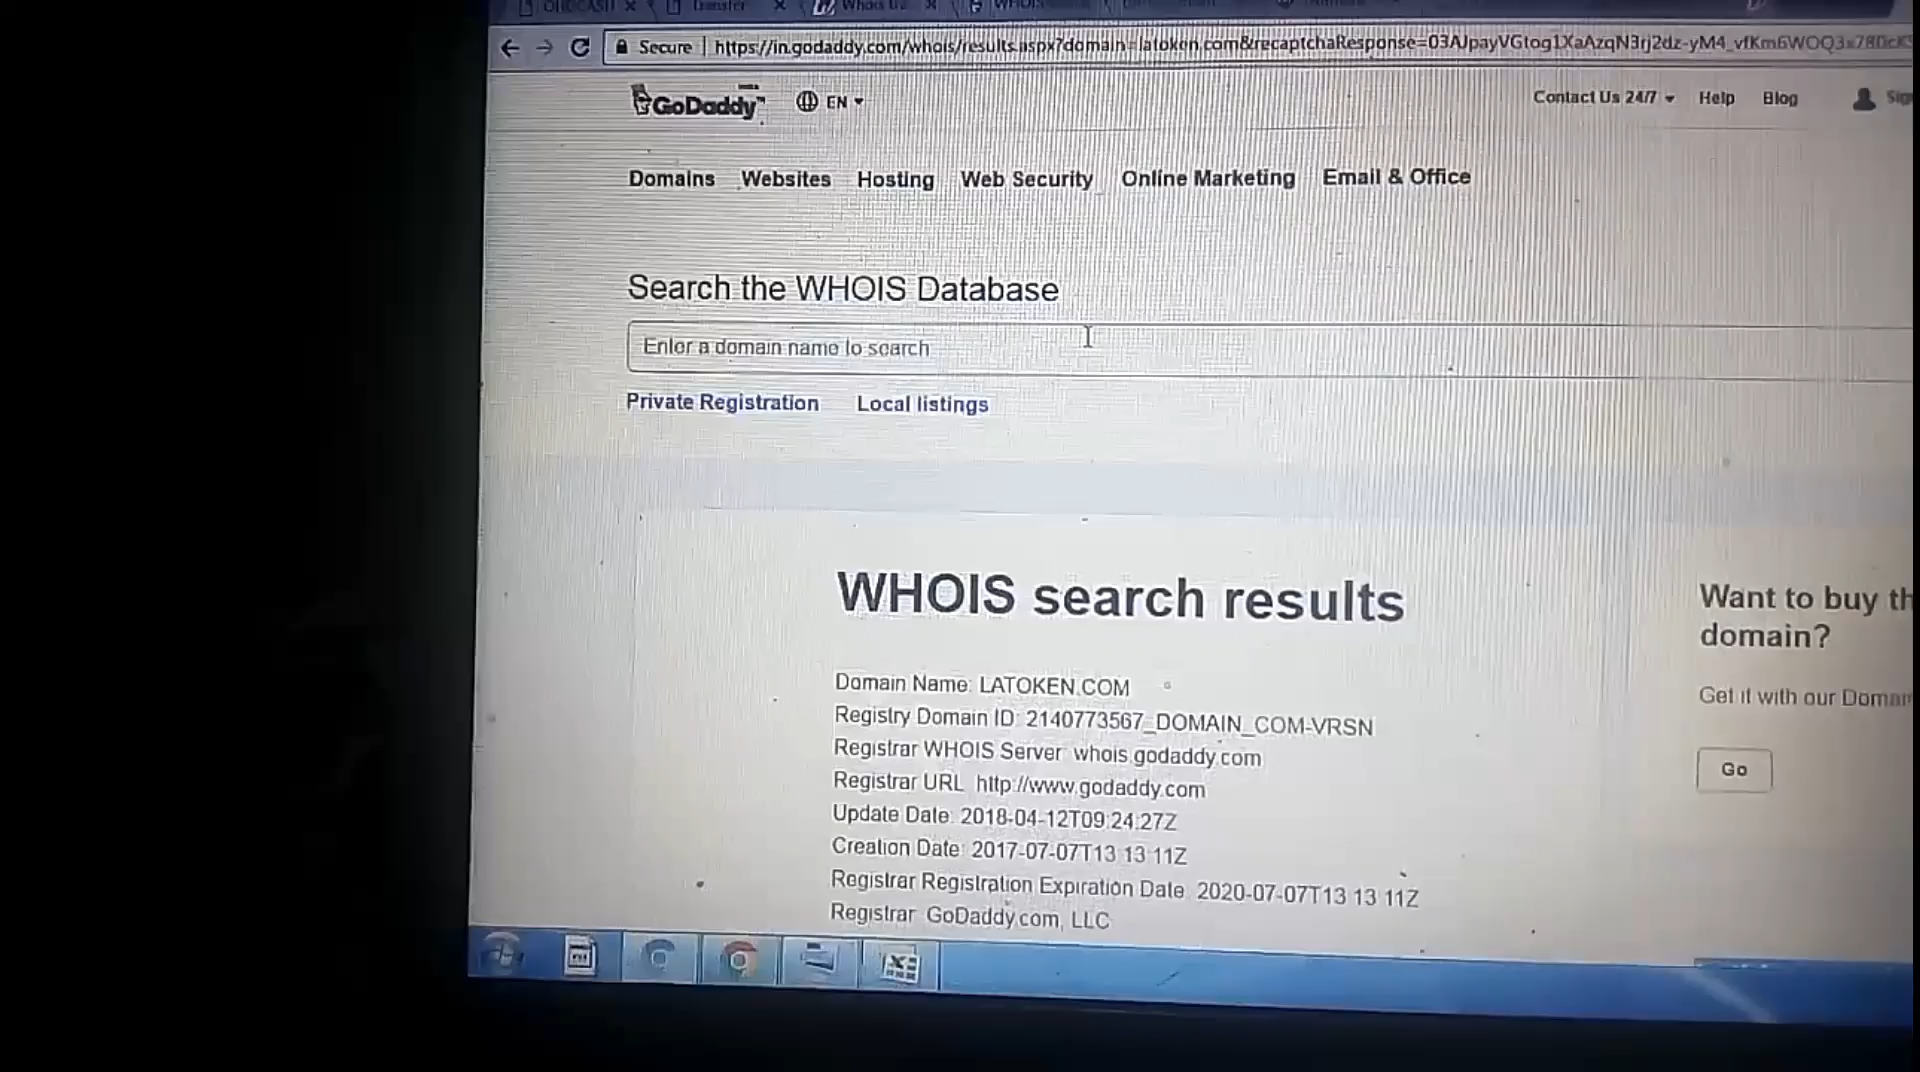 Transfer
Whois
WHOIS
Secure https://in.godaddy.com/whois/results.aspx?domain=latoken.com&recaptchaResponse=03AJpayVGtog1XaAzqN3rj2dz-yM4_vfKm6WOQ3x78DcK
GoDaddy EN
Contact Us 24/7 Help Blog
Domains Websites Hosting Web Security Online Marketing Email & Office
Search the WHOIS Database
Enter a domain name to search
Private Registration Local listings
WHOIS search results
Want to buy th
domain?
Get it with our Domai
Go
Domain Name: LATOKEN.COM
Registry Domain ID: 2140773567_DOMAIN_COM-VRSN
Registrar WHOIS Server: whois.godaddy.com
Registrar URL: http://www.godaddy.com
Update Date: 2018-04-12T09:24:27Z
Creation Date: 2017-07-07T13:13:11Z
Registrar Registration Expiration Date: 2020-07-07T13:13:11Z
Registrar: GoDaddy.com, LLC